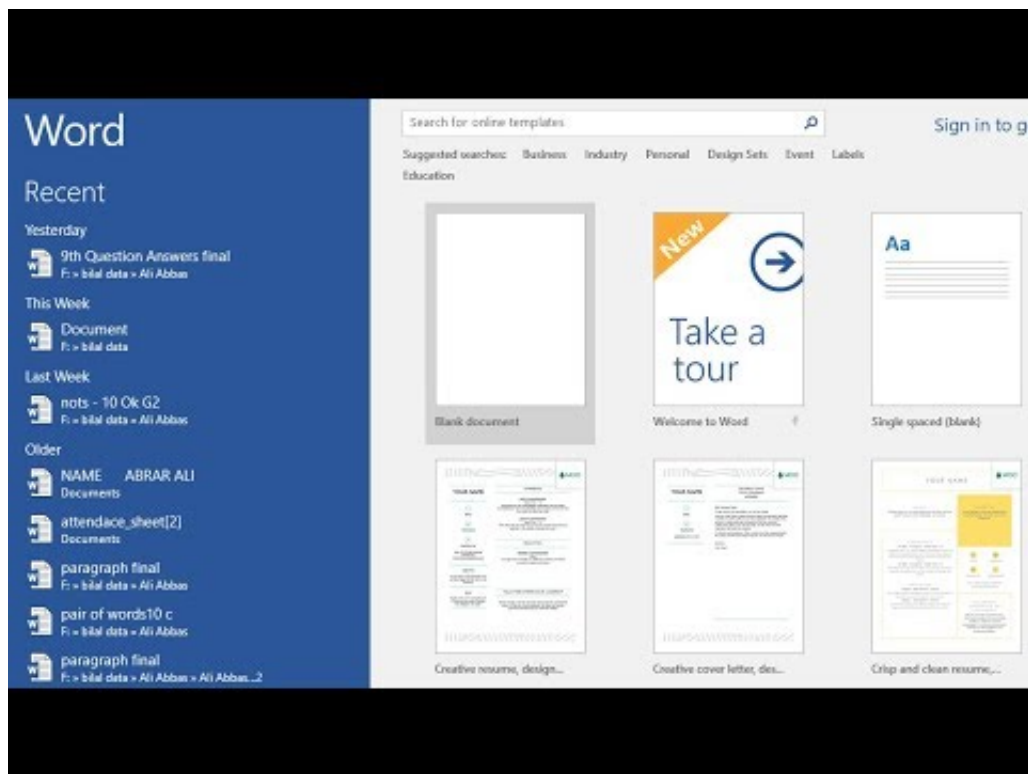 Word
Recent
Yesterday
9th Question Answers final
F: » bilal data » Ali Abbas
This Week
Document
F: » bilal data
Last Week
nots - 10 Ok G2
F: » bilal data » Ali Abbas
Older
NAME ABRAR ALI
Documents
attendace_sheet[2]
Documents
paragraph final
F: » bilal data » Ali Abbas
pair of words10 c
F: » bilal data » Ali Abbas
paragraph final
F: » bilal data » Ali Abbas » Ali Abbas...2
Search for online templates
Sign in to g
Suggested searches: Business Industry Personal Design Sets Event Labels
Education
New
Take a
tour
Aa
Blank document
Welcome to Word
Single spaced (blank)
YOUR NAME
YOUR NAME
YOUR NAME
Creative resume, design...
Creative cover letter, des...
Crisp and clean resume,...